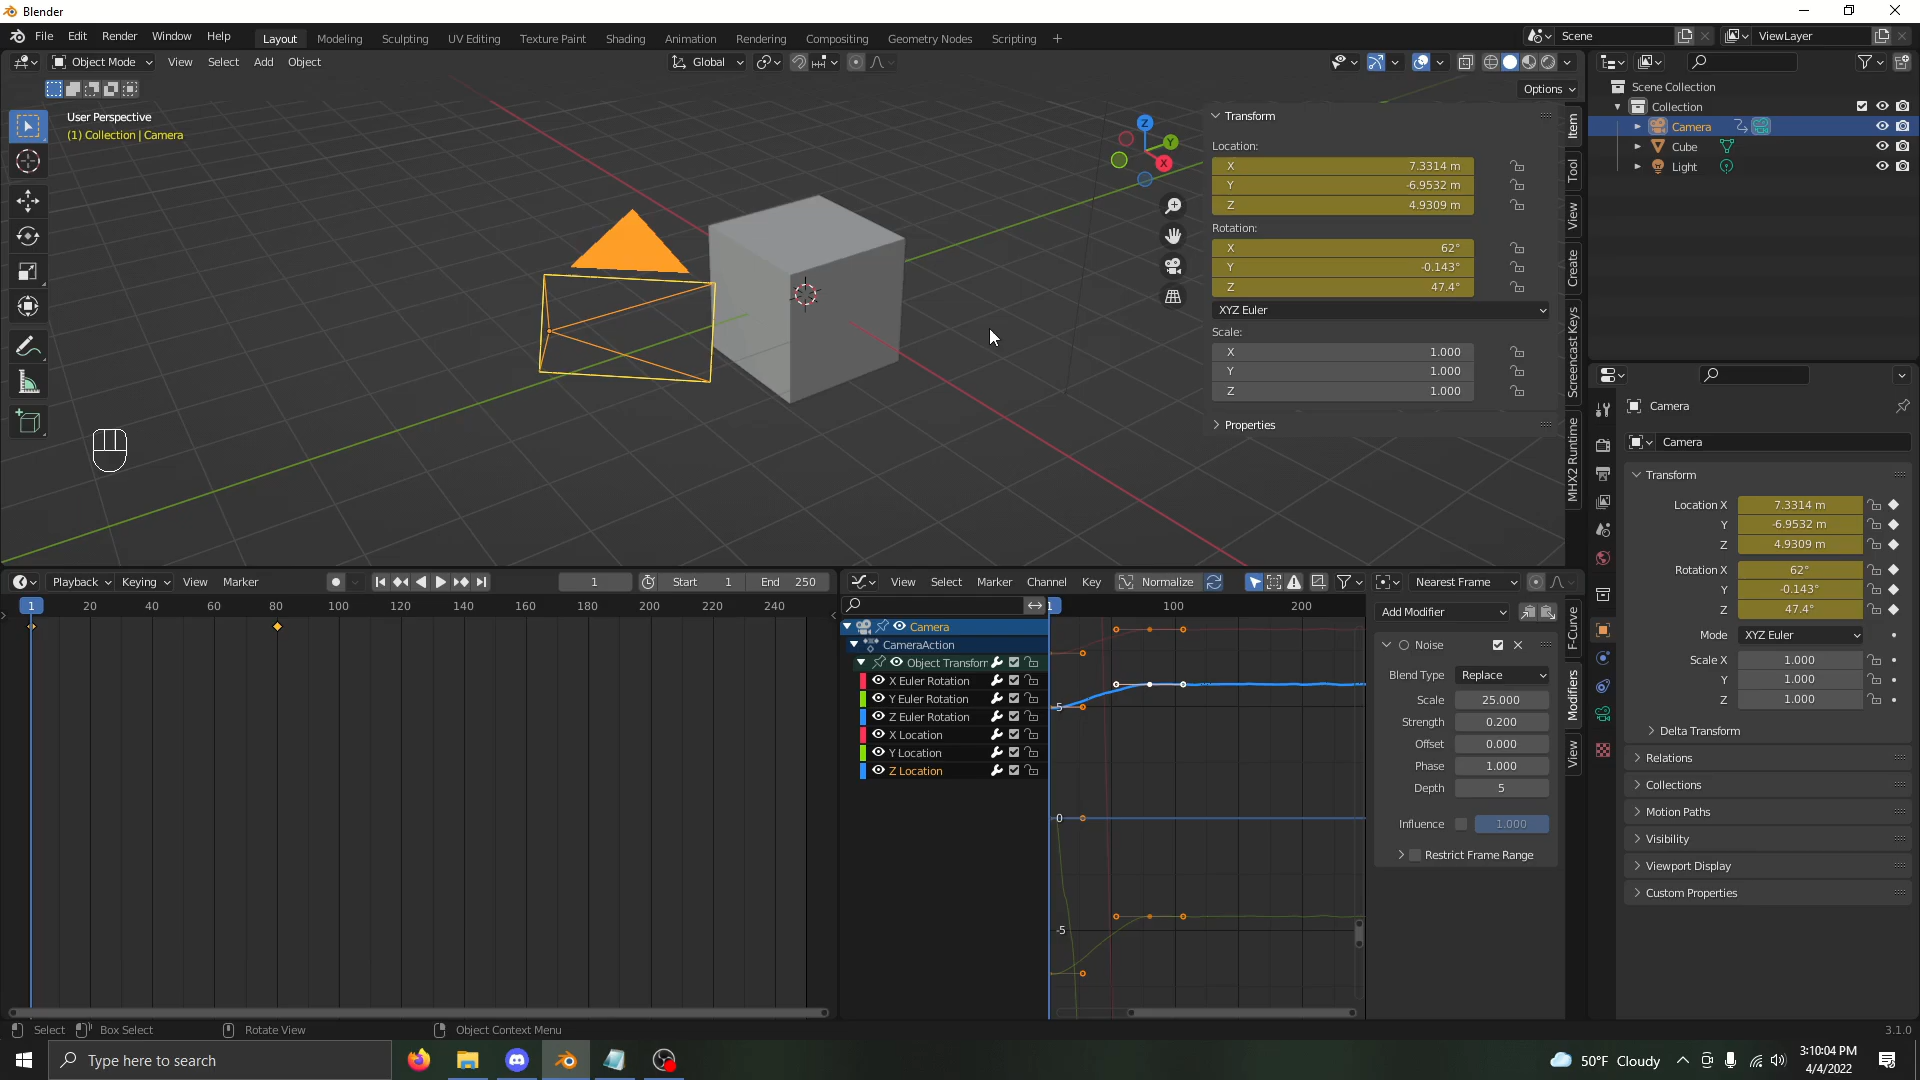 Blender
File Edit Render Window Help
Layout Modeling Sculpting UV Editing Texture Paint Shading Animation Rendering Compositing Geometry Nodes Scripting +
Scene
ViewLayer
Object Mode View Select Add Object
Global
Options
User Perspective
(1) Collection | Camera
Z
Y
X
Transform
Location:
X 7.3314 m
Y -6.9532 m
Z 4.9309 m
Rotation:
X 62°
Y -0.143°
Z 47.4°
XYZ Euler
Scale:
X 1.000
Y 1.000
Z 1.000
Properties
Item
Tool
View
Create
Screencast Keys
MHX2 Runtime
Scene Collection
Collection
Camera
Cube
Light
Camera
Camera
Transform
Location X 7.3314 m
Y -6.9532 m
Z 4.9309 m
Rotation X 62°
Y -0.143°
Z 47.4°
Mode XYZ Euler
Scale X 1.000
Y 1.000
Z 1.000
Delta Transform
Relations
Collections
Motion Paths
Visibility
Viewport Display
Custom Properties
Playback Keying View Marker
1 Start 1 End 250
1 20 40 60 80 100 120 140 160 180 200 220 240
View Select Marker Channel Key Normalize
Nearest Frame
1 100 200
Camera
CameraAction
Object Transforn
X Euler Rotation
Y Euler Rotation
Z Euler Rotation
X Location
Y Location
Z Location
5
0
-5
Add Modifier
Noise
Blend Type Replace
Scale 25.000
Strength 0.200
Offset 0.000
Phase 1.000
Depth 5
Influence 1.000
Restrict Frame Range
F-Curve
Modifiers
View
Select Box Select Rotate View Object Context Menu
3.1.0
Type here to search
50°F Cloudy
3:10:04 PM
4/4/2022